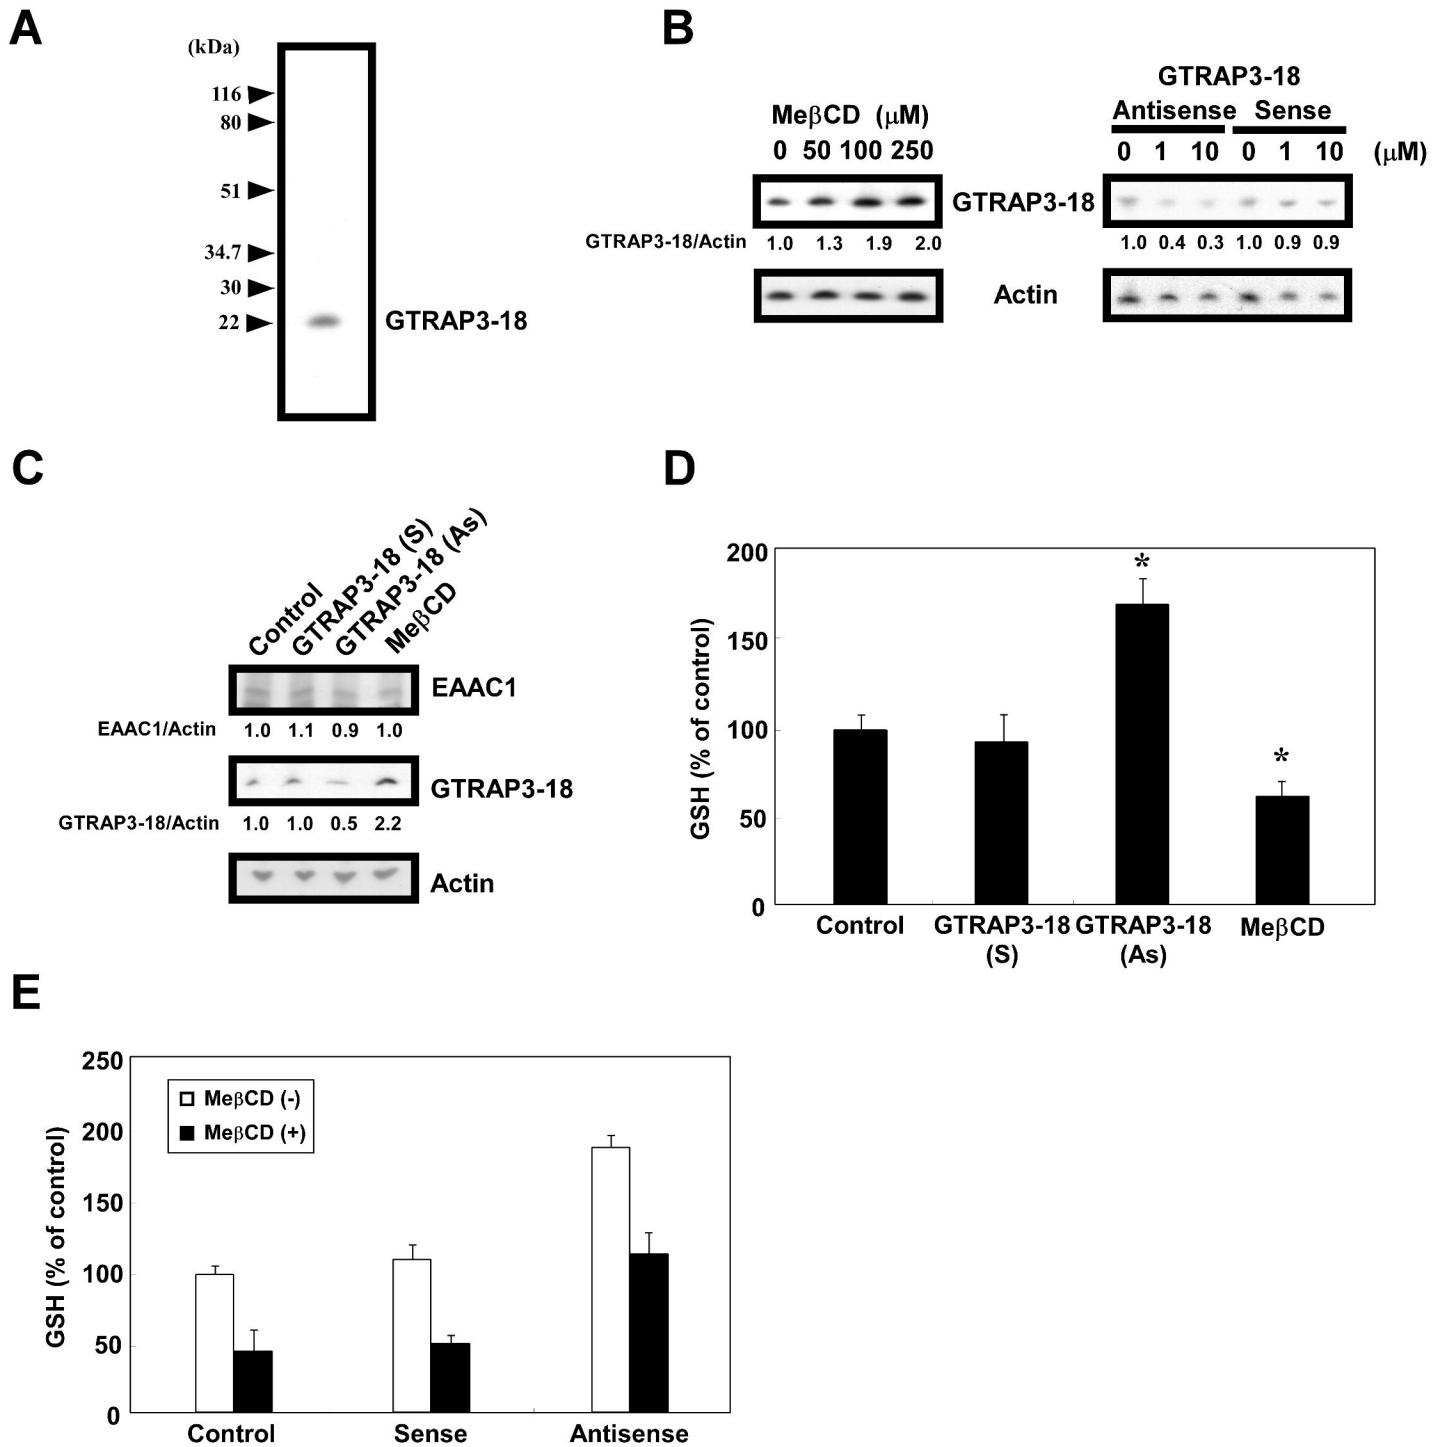 A
(kDa)
116
80
51
34.7
30
22
GTRAP3-18
B
MeβCD (μM)
0 50 100 250
GTRAP3-18
Antisense Sense
0 1 10 0 1 10 (μM)
GTRAP3-18
GTRAP3-18/Actin 1.0 1.3 1.9 2.0 1.0 0.4 0.3 1.0 0.9 0.9
Actin
C
Control
GTRAP3-18 (S)
GTRAP3-18 (As)
MeβCD
EAAC1
EAAC1/Actin 1.0 1.1 0.9 1.0
GTRAP3-18
GTRAP3-18/Actin 1.0 1.0 0.5 2.2
Actin
D
GSH (% of control)
200
150
100
50
0
*
*
Control
GTRAP3-18
(S)
GTRAP3-18
(As)
MeβCD
E
GSH (% of control)
250
200
150
100
50
0
MeβCD (-)
MeβCD (+)
Control Sense Antisense